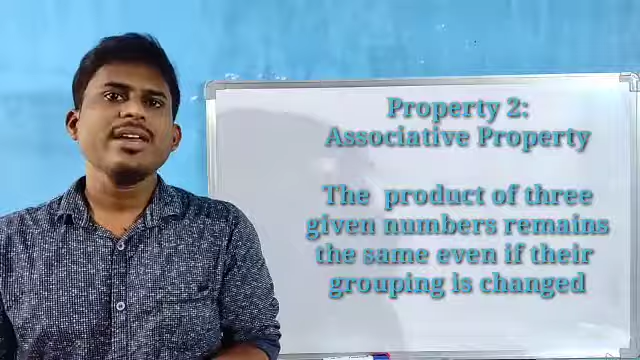 Property 2:
Associative Property
The product of three
given numbers remains
the same even if their
grouping is changed